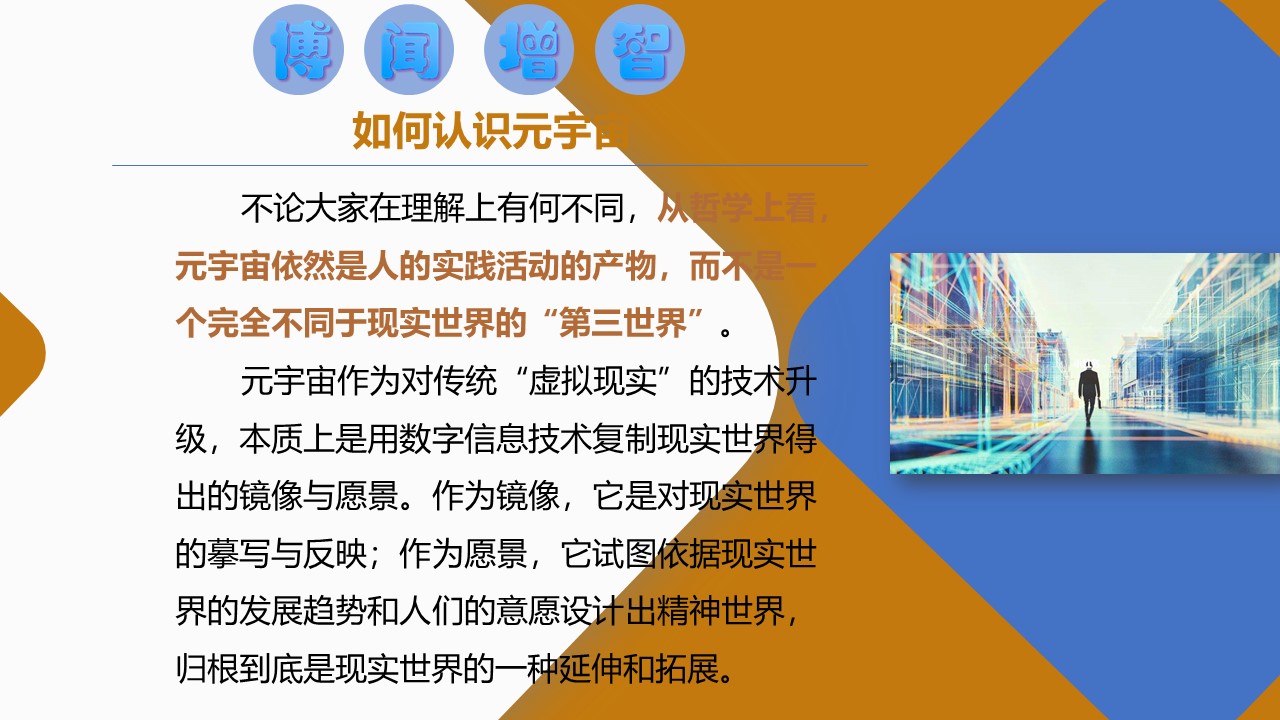 博闻增智
如何认识元宇宙
不论大家在理解上有何不同，从哲学上看，
元宇宙依然是人的实践活动的产物，而不是一
个完全不同于现实世界的“第三世界”。
元宇宙作为对传统“虚拟现实”的技术升
级，本质上是用数字信息技术复制现实世界得
出的镜像与愿景。作为镜像，它是对现实世界
的摹写与反映；作为愿景，它试图依据现实世
界的发展趋势和人们的意愿设计出精神世界，
归根到底是现实世界的一种延伸和拓展。